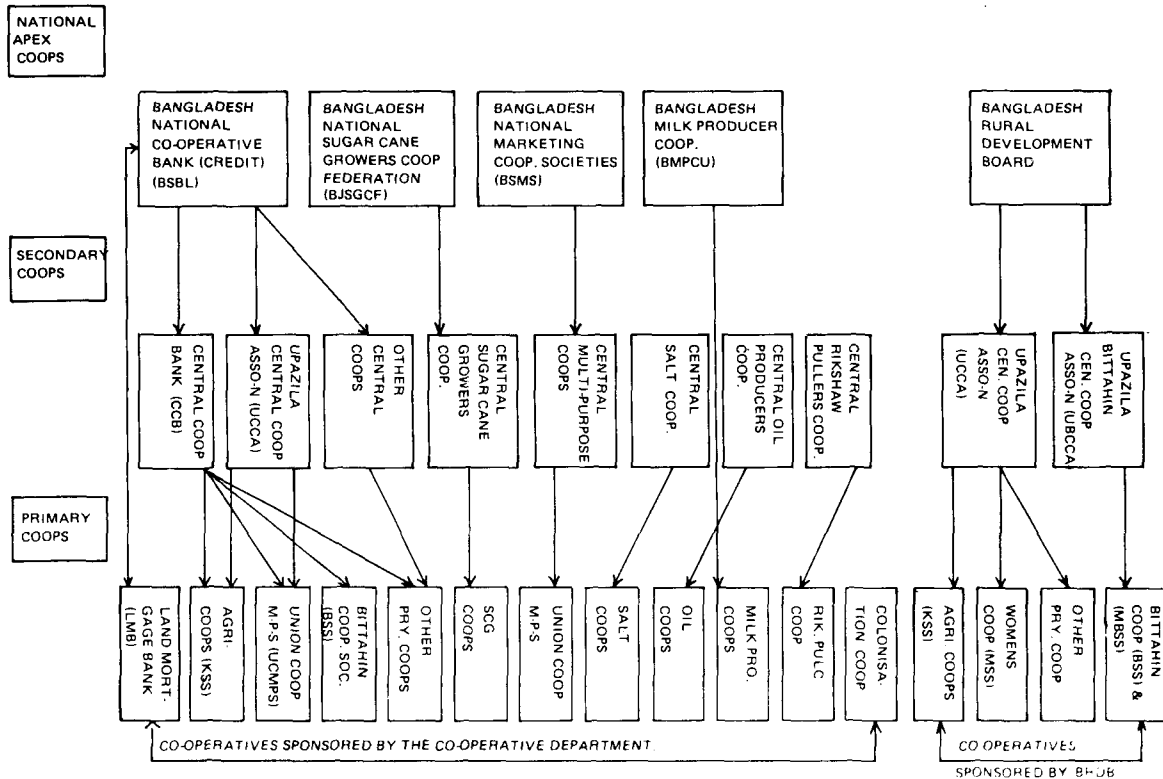 NATIONAL
APEX
COOPS
BANGLADESH
NATIONAL
CO-OPERATIVE
BANK (CREDIT)
(BSBL)
BANGLADESH
NATIONAL
SUGAR CANE
GROWERS COOP
FEDERATION
(BJSGCF)
BANGLADESH
NATIONAL
MARKETING
COOP. SOCIETIES
(BSMS)
BANGLADESH
MILK PRODUCER
COOP.
(BMPCU)
BANGLADESH
RURAL
DEVELOPMENT
BOARD
SECONDARY
COOPS
CENTRAL COOP
BANK (CCB)
UPAZILA
CENTRAL COOP
ASSO-N (UCCA)
OTHER
CENTRAL
COOPS
CENTRAL
SUGAR CANE
GROWERS
COOP.
CENTRAL
MULTI-PURPOSE
COOPS
CENTRAL
SALT COOP.
CENTRAL OIL
PRODUCERS
COOP.
CENTRAL
RIKSHAW
PULLERS COOP.
UPAZILA
CEN. COOP
ASSO-N
(UCCA)
UPAZILA
BITTAHIN
CEN. COOP
ASSO-N (UBCCA)
PRIMARY
COOPS
LAND MORT-
GAGE BANK
(LMB)
AGRI-
COOPS (KSS)
UNION COOP
M-P-S (UCMPS)
BITTAHIN
COOP. SOC.
(BSS)
OTHER
PRY. COOPS
SCG
COOPS
UNION COOP
M-P-S
SALT
COOPS
OIL
COOPS
MILK PRO.
COOPS
RIK. PULC
COOP
COLONISA-
TION COOP
AGRI. COOPS
(KSS)
WOMENS
COOP (MSS)
OTHER
PRY. COOP
BITTAHIN
COOP (BSS) &
(MBSS)
CO-OPERATIVES SPONSORED BY THE CO-OPERATIVE DEPARTMENT
CO OPERATIVES
SPONSORED BY BRDB